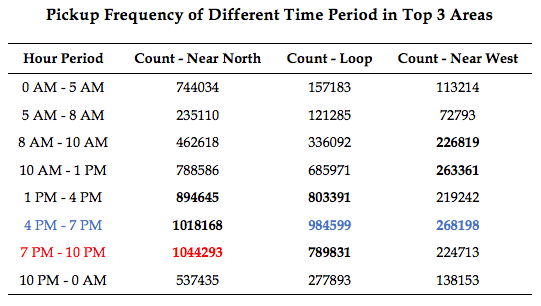 Pickup Frequency of Different Time Period in Top 3 Areas
Hour Period Count - Near North Count - Loop Count - Near West
0 AM - 5 AM 744034 157183 113214
5 AM - 8 AM 235110 121285 72793
8 AM - 10 AM 462618 336092 226819
10 AM - 1 PM 788586 685971 263361
1 PM - 4 PM 894645 803391 219242
4 PM - 7 PM 1018168 984599 268198
7 PM - 10 PM 1044293 789831 224713
10 PM - 0 AM 537435 277893 138153